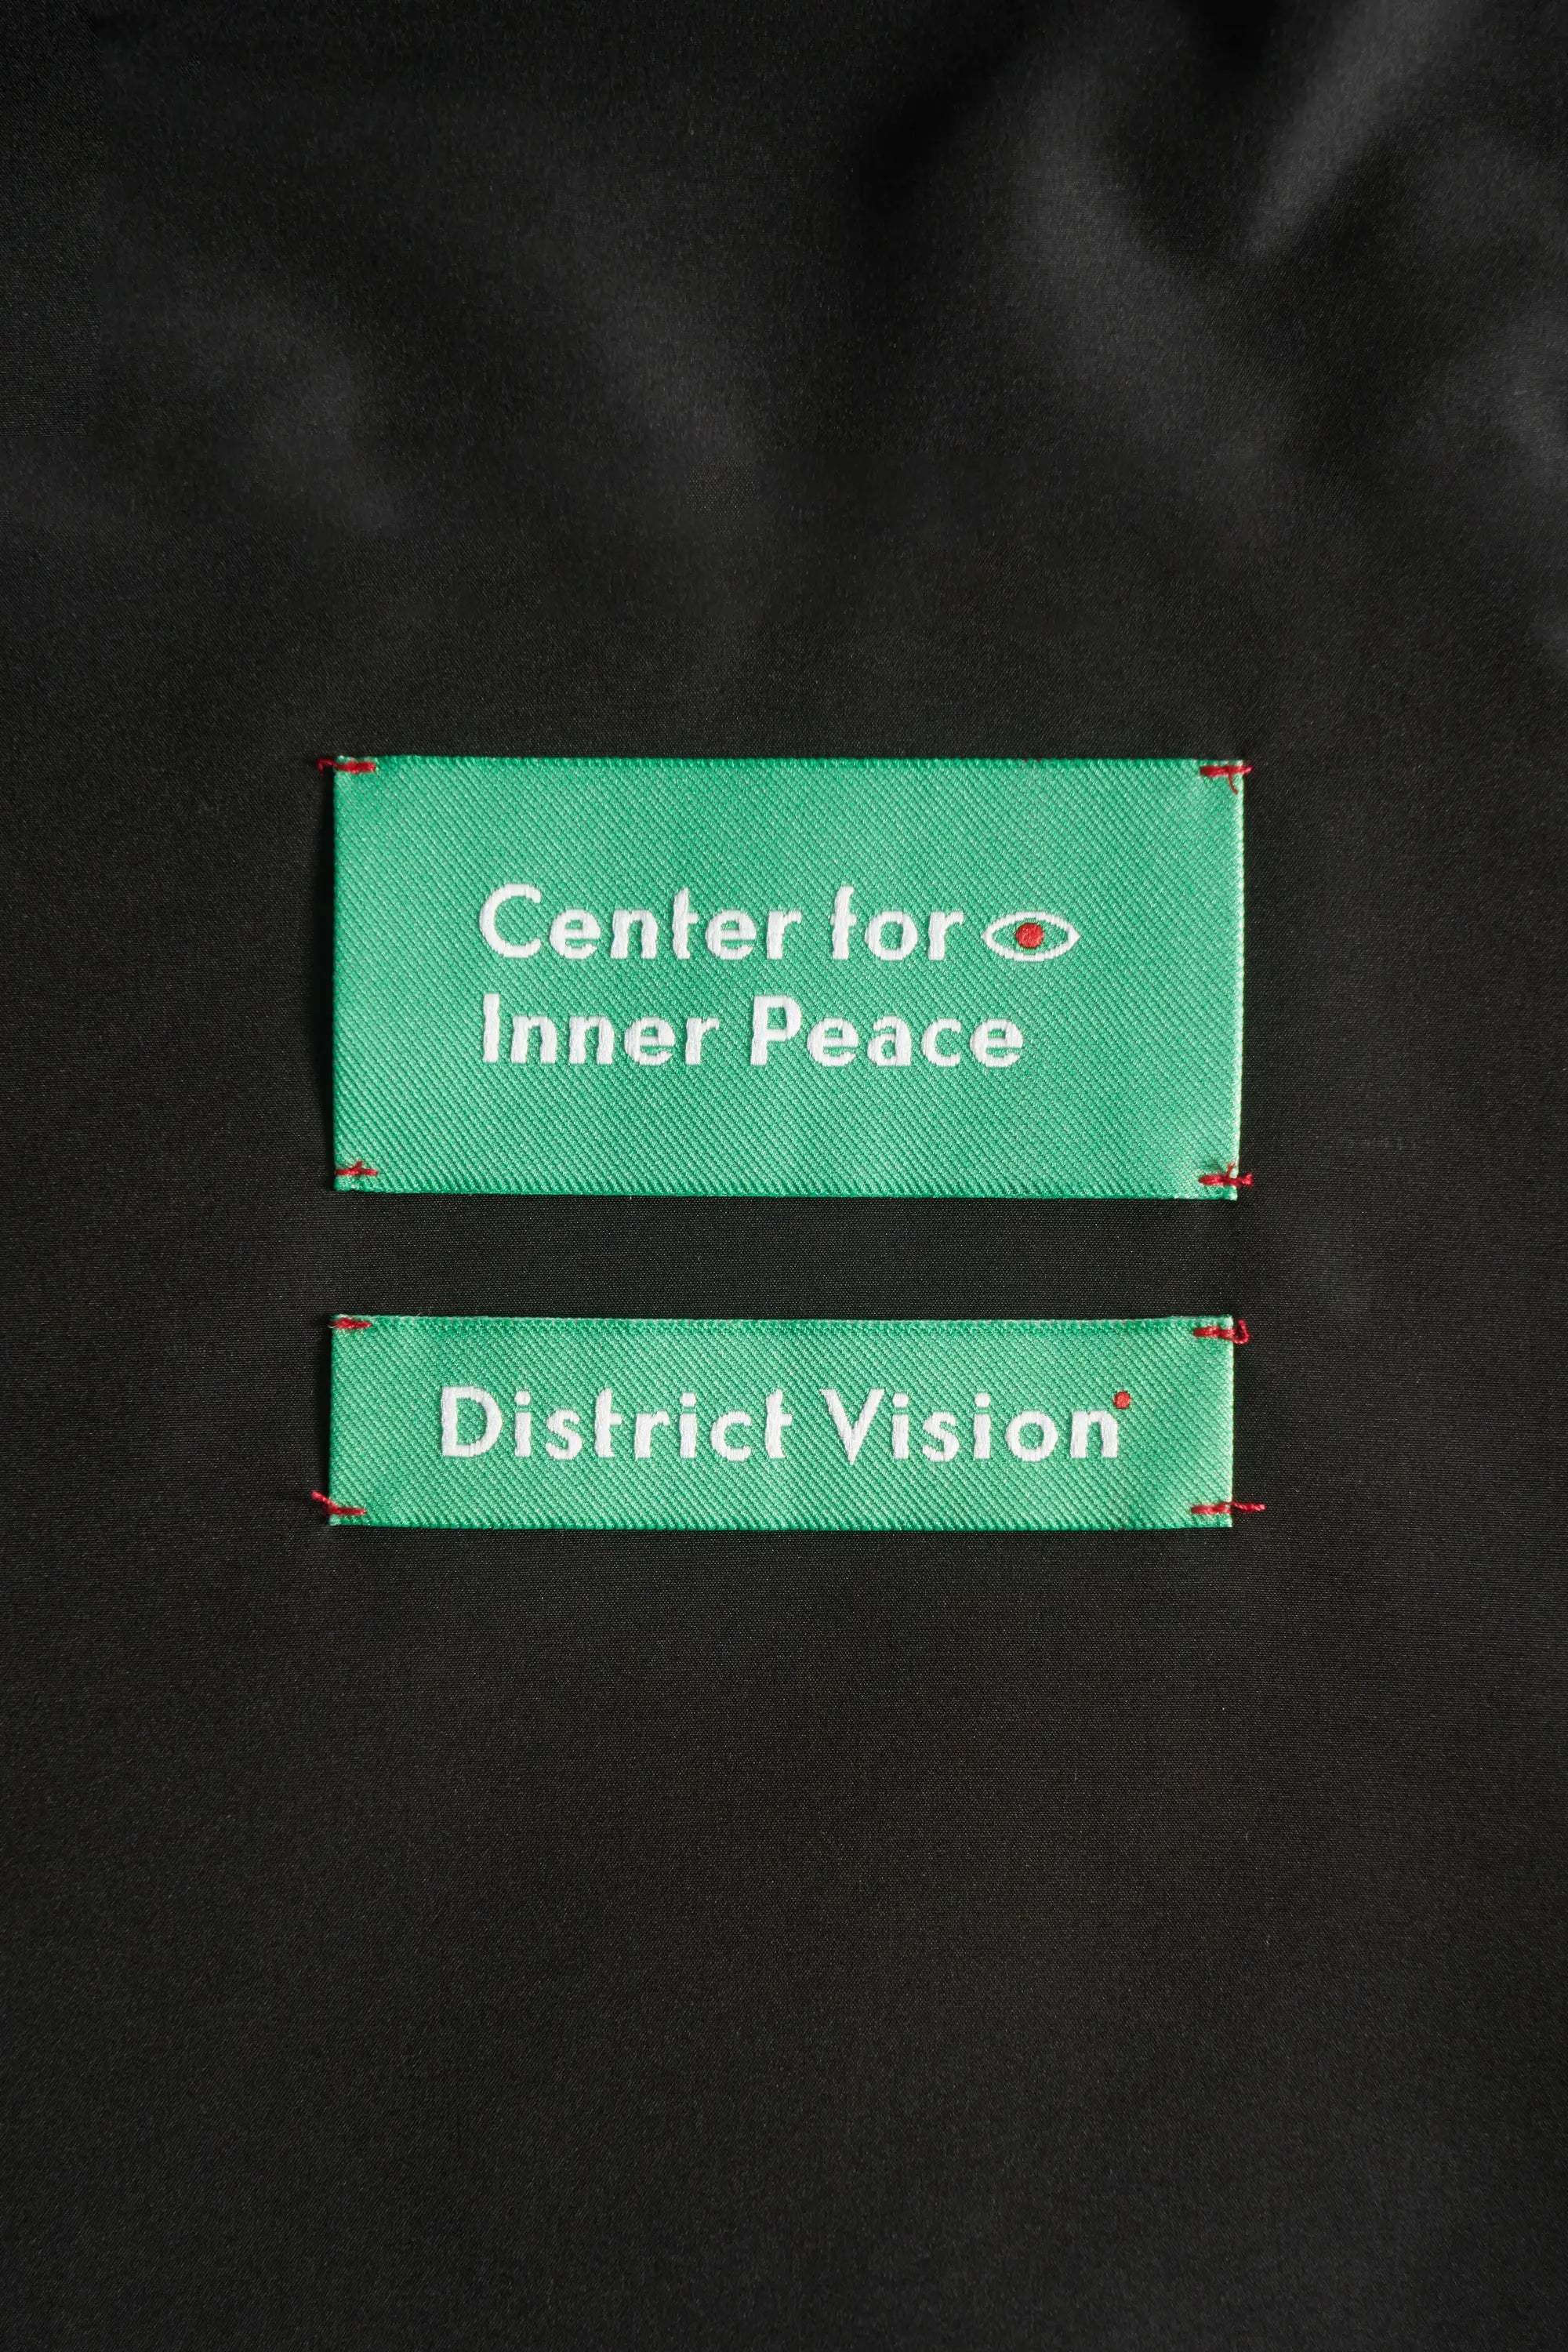 Center for
Inner Peace
District Vision